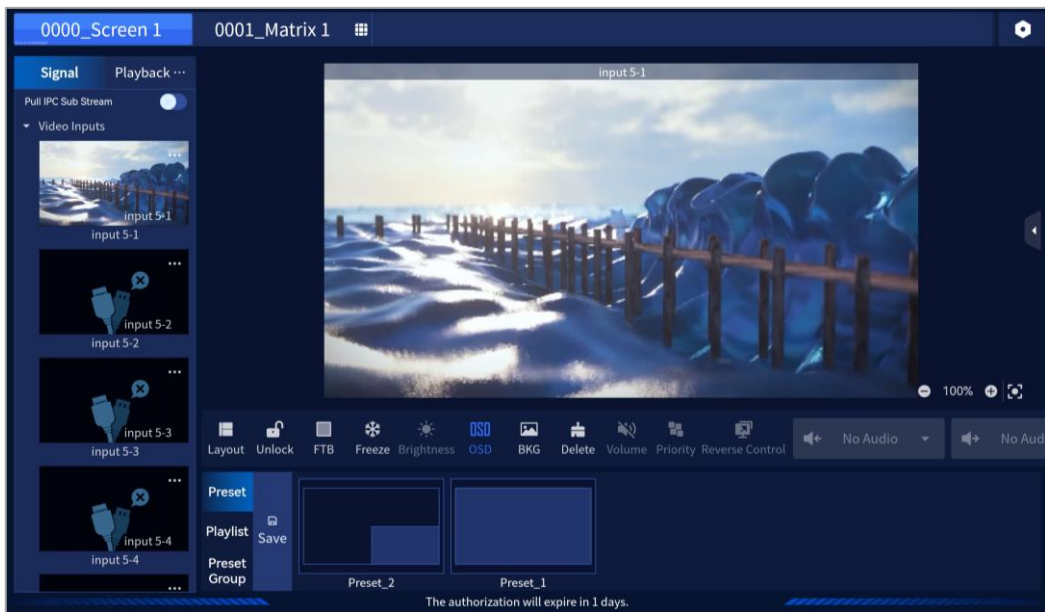 0000_Screen 1
0001_Matrix 1
Signal
Playback ···
input 5-1
Pull IPC Sub Stream
Video Inputs
input 5-1
input 5-1
input 5-2
input 5-2
input 5-3
input 5-3
input 5-4
input 5-4
100%
Layout
Unlock
FTB
Freeze
Brightness
OSD
OSD
BKG
Delete
Volume
Priority
Reverse Control
No Audio
No Aud
Preset
Playlist
Preset
Group
Save
Preset_2
Preset_1
The authorization will expire in 1 days.